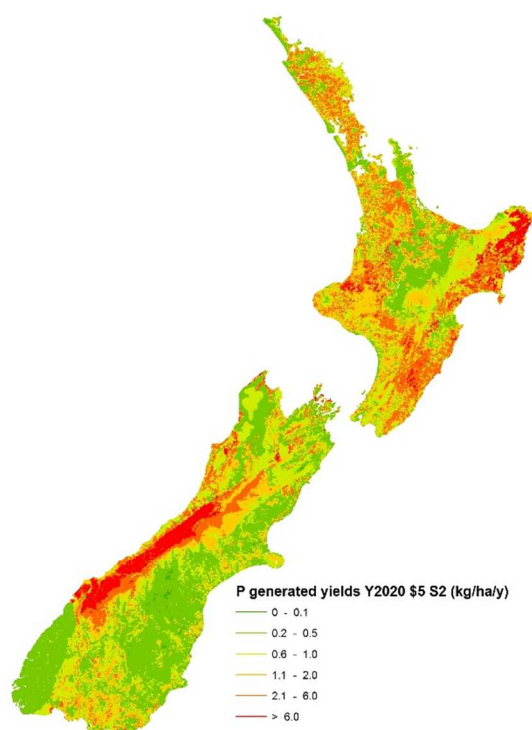 P generated yields Y2020 $5 S2 (kg/ha/y)
0 - 0.1
0.2 - 0.5
0.6 - 1.0
1.1 - 2.0
2.1 - 6.0
> 6.0